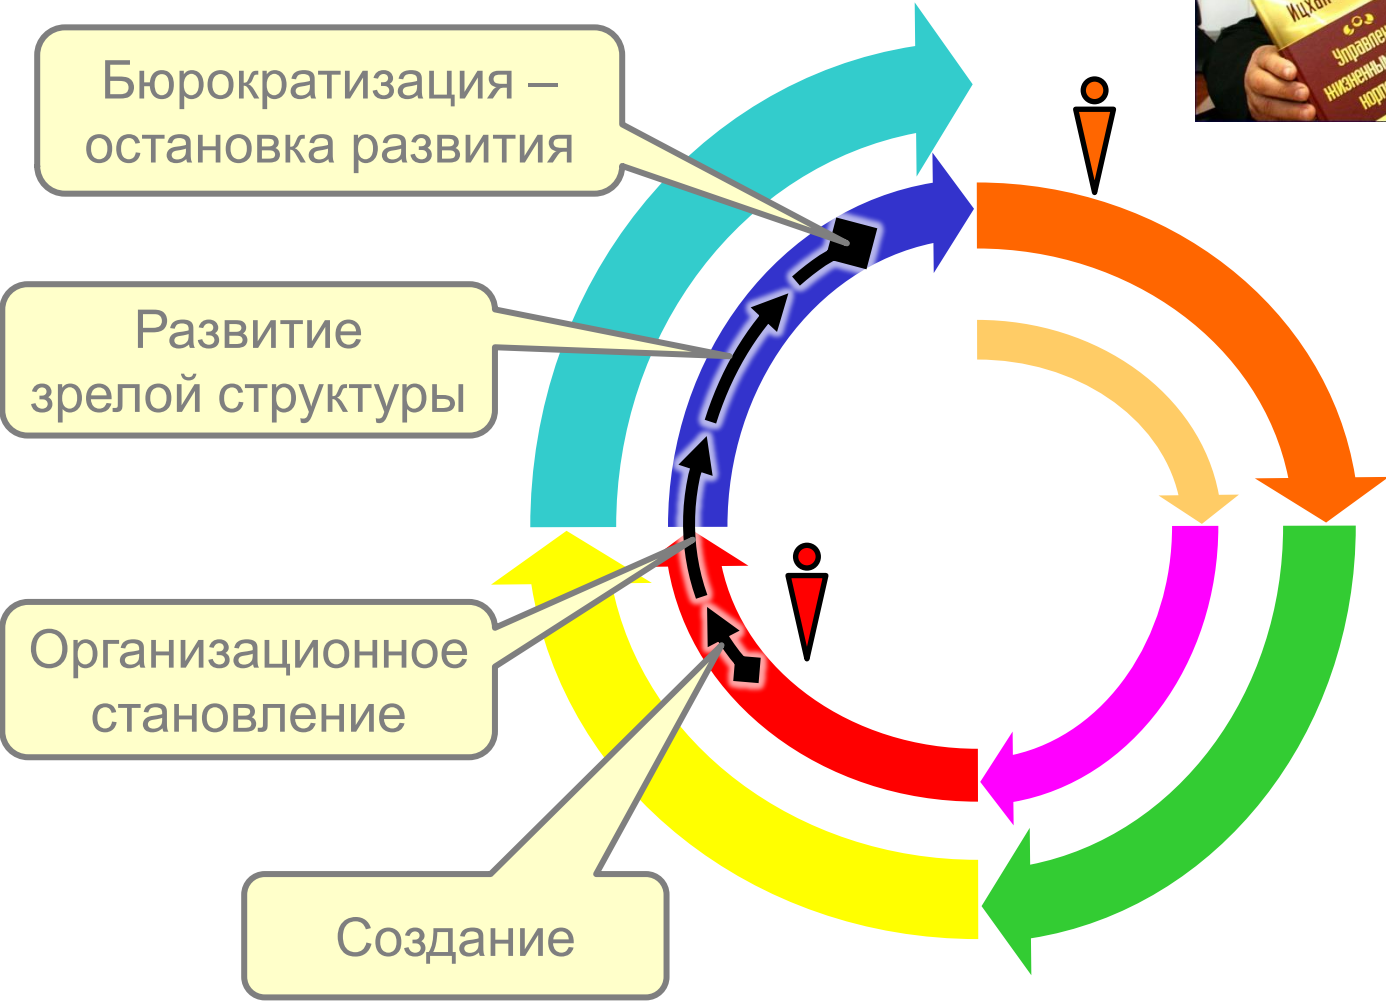 Бюрократизация –
остановка развития
Развитие
зрелой структуры
Организационное
становление
Создание